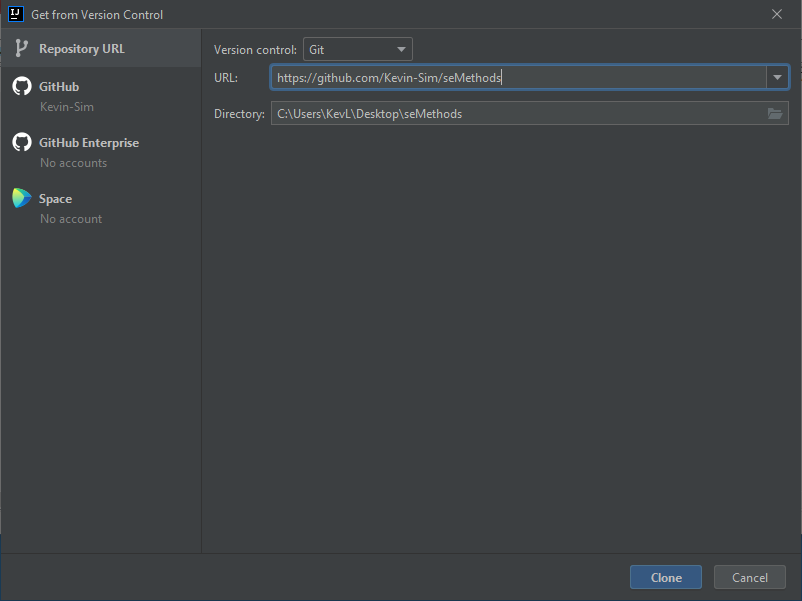 Get from Version Control
Repository URL
GitHub
Kevin-Sim
GitHub Enterprise
No accounts
Space
No account
Version control: Git
URL: https://github.com/Kevin-Sim/seMethods
Directory: C:\Users\KevL\Desktop\seMethods
Clone Cancel